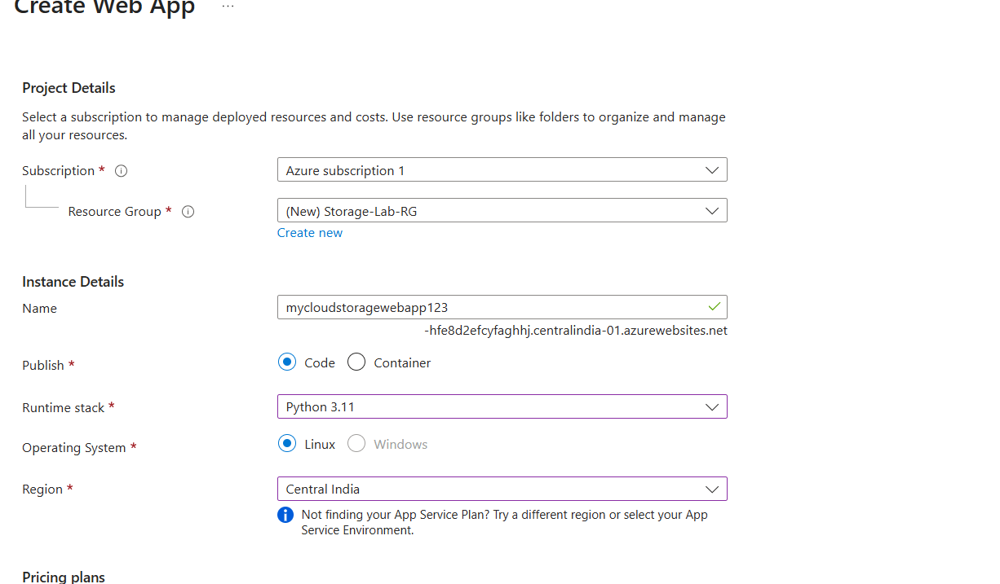 Create Web App ...
Project Details
Select a subscription to manage deployed resources and costs. Use resource groups like folders to organize and manage
all your resources.
Subscription * Azure subscription 1
Resource Group * (New) Storage-Lab-RG
Create new
Instance Details
Name mycloudstoragewebapp123
-hfe8d2efcyfaghhj.centralindia-01.azurewebsites.net
Publish * Code Container
Runtime stack * Python 3.11
Operating System * Linux Windows
Region * Central India
Not finding your App Service Plan? Try a different region or select your App
Service Environment.
Pricing plans